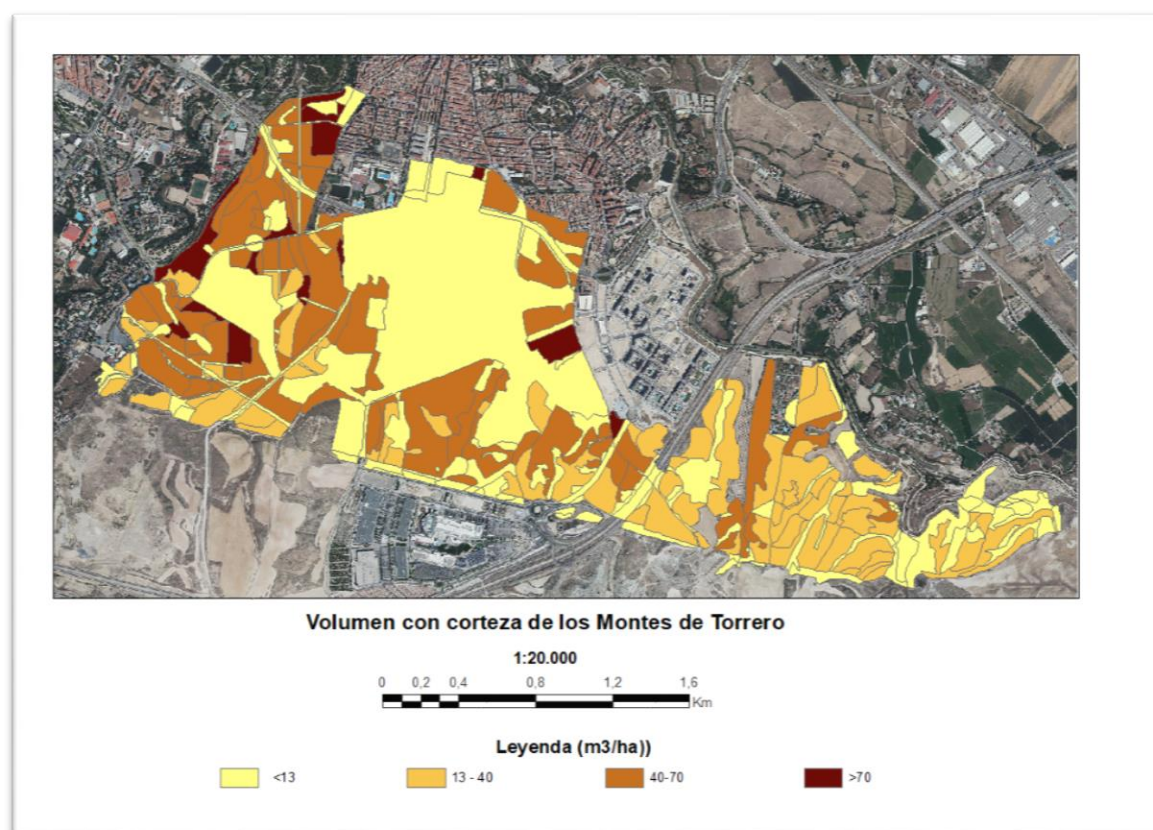 Volumen con corteza de los Montes de Torrero
1:20.000
0 0,2 0,4 0,8 1,2 1,6
Km
Leyenda (m3/ha))
<13 13 - 40 40-70 >70